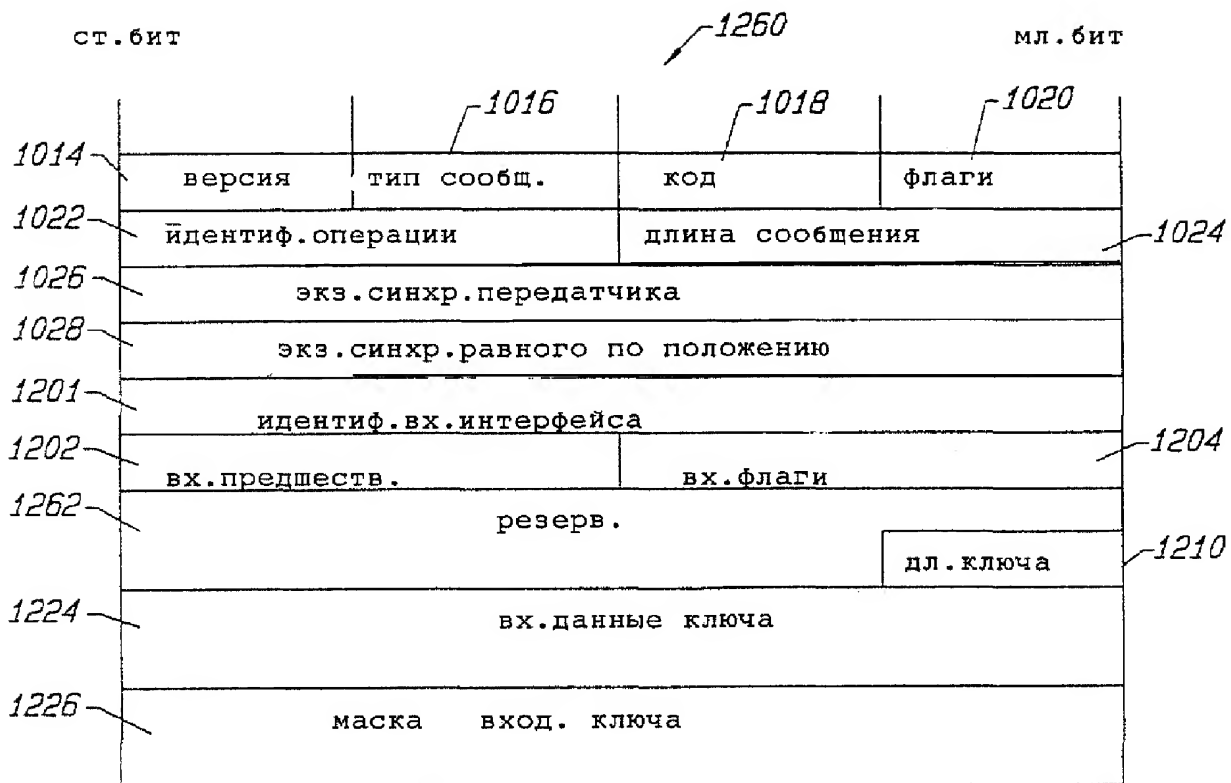 1260
ст.бит мл.бит
1016 1018 1020
1014 версия тип сообщ. код флаги
1022 идентиф.операции длина сообщения 1024
1026 экз.синхр.передатчика
1028 экз.синхр.равного по положению
1201 идентиф.вх.интерфейса
1202 вх.предшеств. вх.флаги 1204
1262 резерв.
дл.ключа 1210
1224 вх.данные ключа
1226 маска вход. ключа